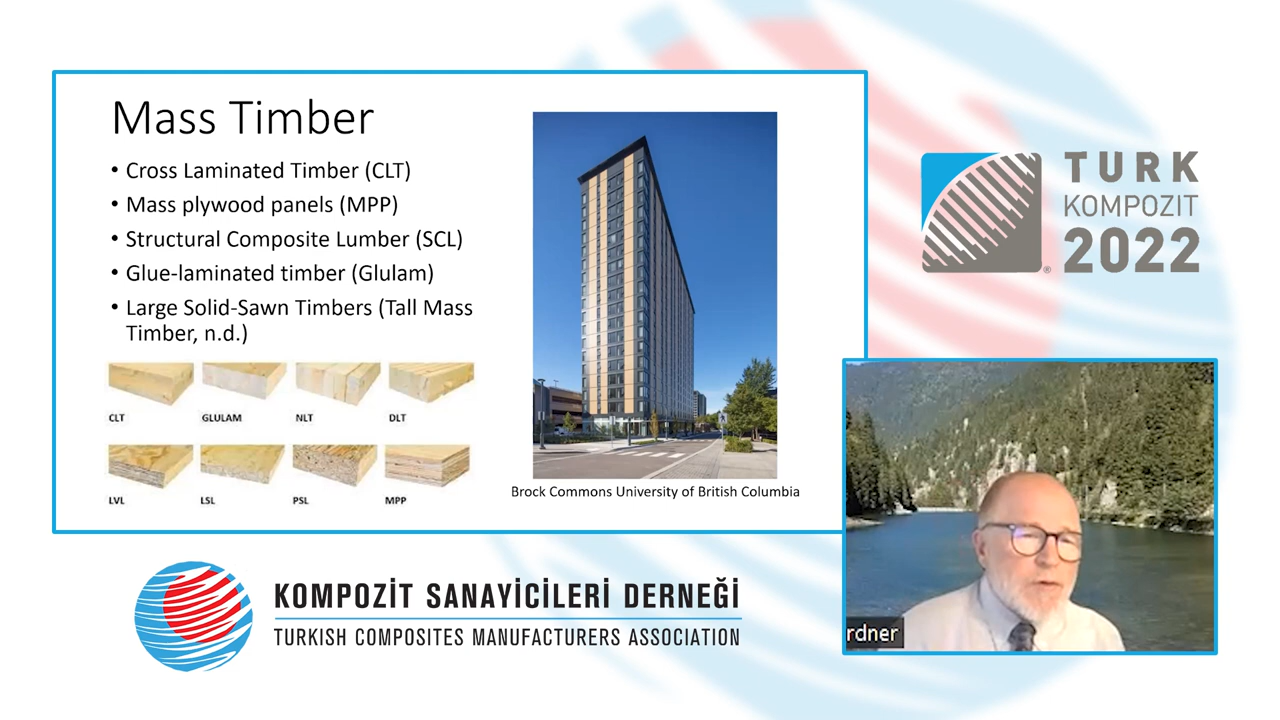 Mass Timber
• Cross Laminated Timber (CLT)
• Mass plywood panels (MPP)
• Structural Composite Lumber (SCL)
• Glue-laminated timber (Glulam)
• Large Solid-Sawn Timbers (Tall Mass
Timber, n.d.)
CLT
GLULAM
NLT
DLT
LVL
LSL
PSL
MPP
Brock Commons University of British Columbia
TURK
KOMPOZIT
2022
®
rdner
KOMPOZİT SANAYİCİLERİ DERNEĞİ
TURKISH COMPOSITES MANUFACTURERS ASSOCIATION